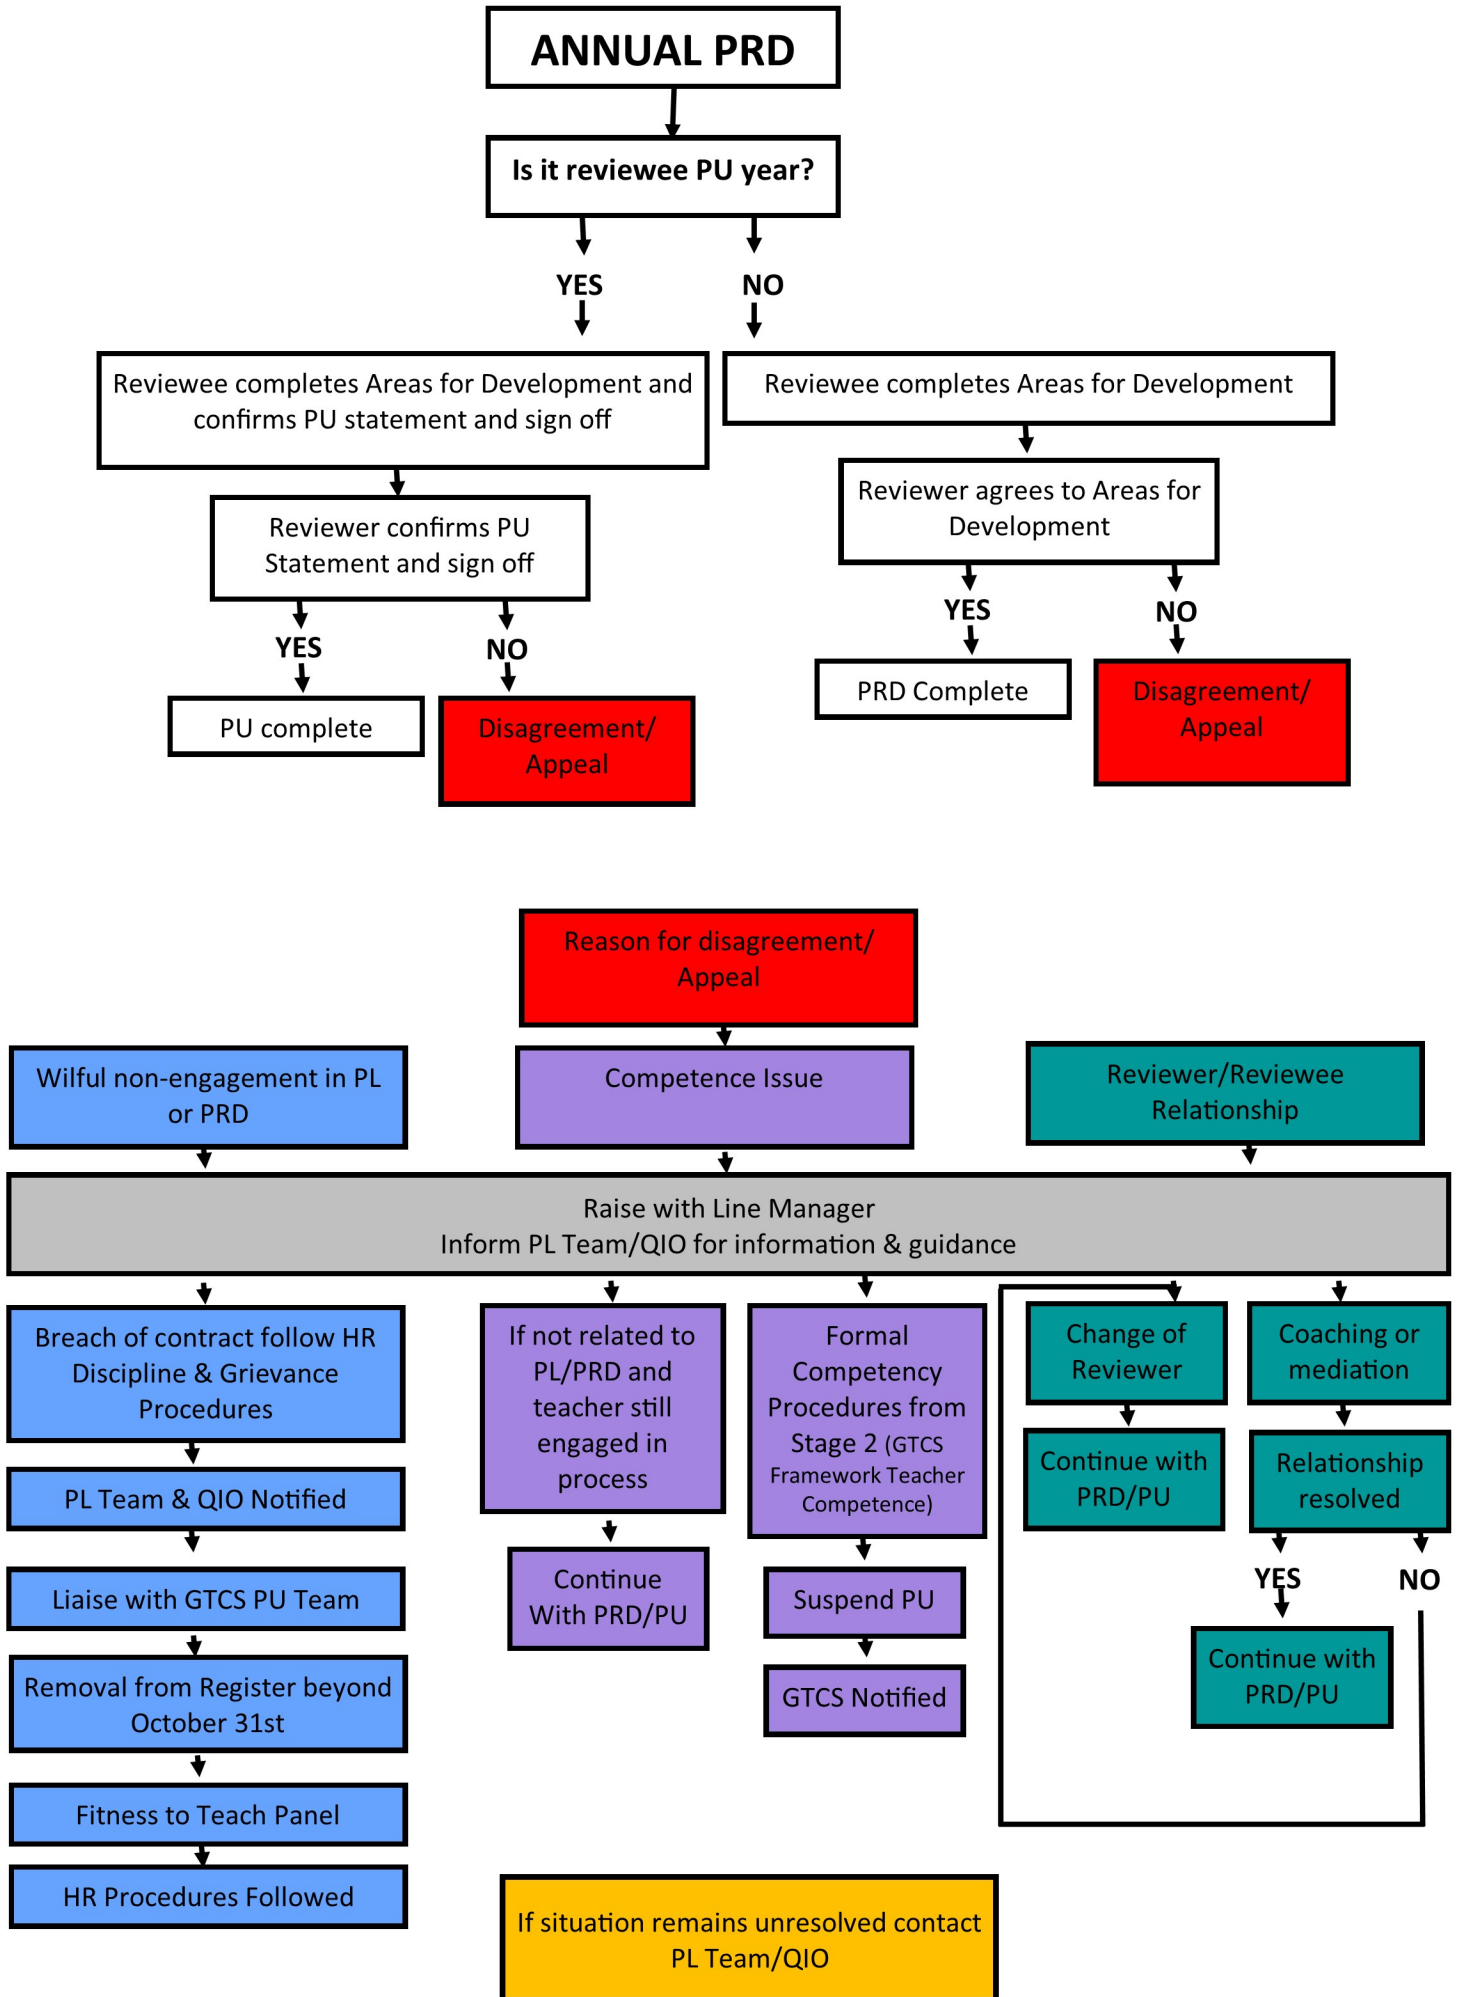 ANNUAL PRD
Is it reviewee PU year?
YES
NO
Reviewee completes Areas for Development and
confirms PU statement and sign off
Reviewee completes Areas for Development
Reviewer confirms PU
Statement and sign off
Reviewer agrees to Areas for
Development
YES
NO
YES
NO
PU complete
Disagreement/
Appeal
PRD Complete
Disagreement/
Appeal
Reason for disagreement/
Appeal
Wilful non-engagement in PL
or PRD
Competence Issue
Reviewer/Reviewee
Relationship
Raise with Line Manager
Inform PL Team/QIO for information & guidance
Breach of contract follow HR
Discipline & Grievance
Procedures
PL Team & QIO Notified
Liaise with GTCS PU Team
Removal from Register beyond
October 31st
Fitness to Teach Panel
HR Procedures Followed
If not related to
PL/PRD and
teacher still
engaged in
process
Continue
With PRD/PU
Formal
Competency
Procedures from
Stage 2 (GTCS
Framework Teacher
Competence)
Suspend PU
GTCS Notified
Change of
Reviewer
Continue with
PRD/PU
Coaching or
mediation
Relationship
resolved
YES
NO
Continue with
PRD/PU
If situation remains unresolved contact
PL Team/QIO